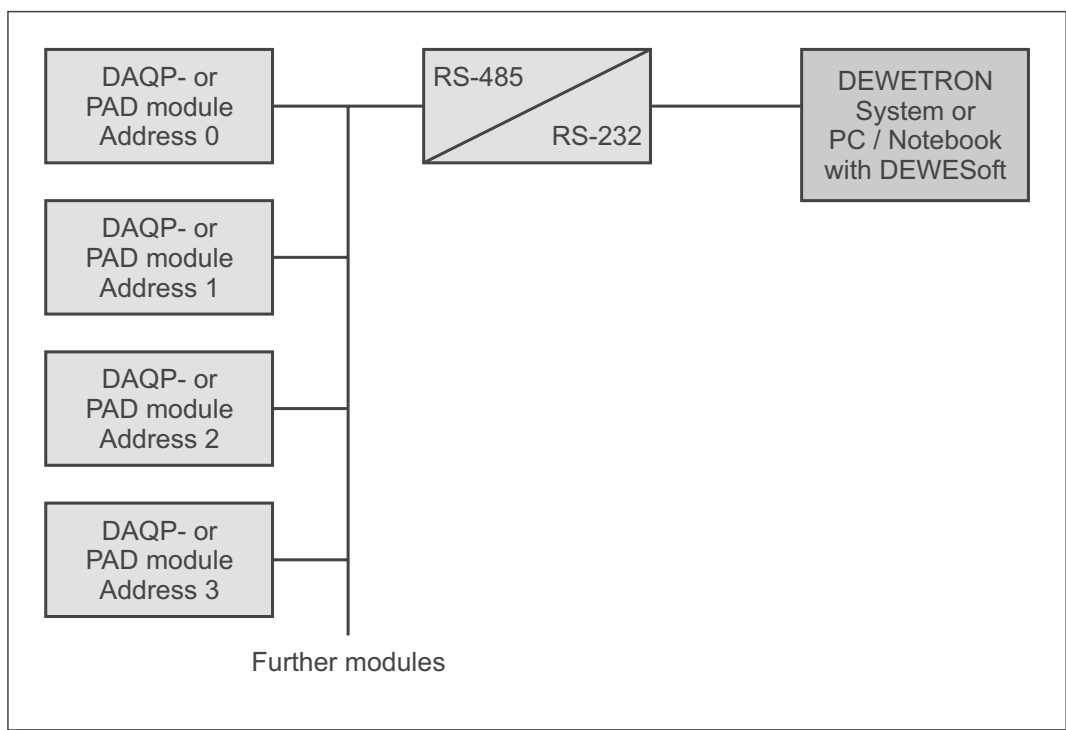 DAQP- or
PAD module
Address 0
RS-485
RS-232
DEWETRON
System or
PC / Notebook
with DEWESoft
DAQP- or
PAD module
Address 1
DAQP- or
PAD module
Address 2
DAQP- or
PAD module
Address 3
Further modules